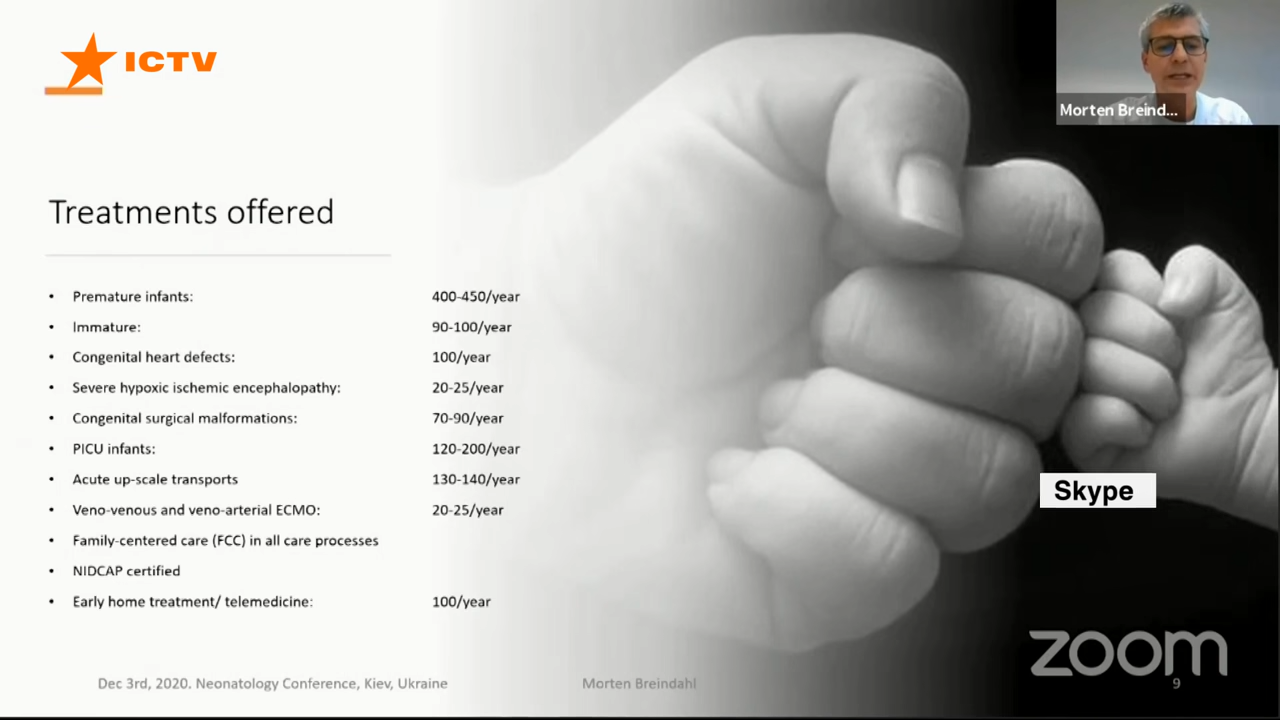 ICTV
Morten Breind...
Treatments offered
• Premature infants: 400-450/year
• Immature: 90-100/year
• Congenital heart defects: 100/year
• Severe hypoxic ischemic encephalopathy: 20-25/year
• Congenital surgical malformations: 70-90/year
• PICU infants: 120-200/year
• Acute up-scale transports 130-140/year
• Veno-venous and veno-arterial ECMO: 20-25/year
• Family-centered care (FCC) in all care processes
• NIDCAP certified
• Early home treatment/ telemedicine: 100/year
Skype
zoom
Dec 3rd, 2020. Neonatology Conference, Kiev, Ukraine Morten Breindahl 9